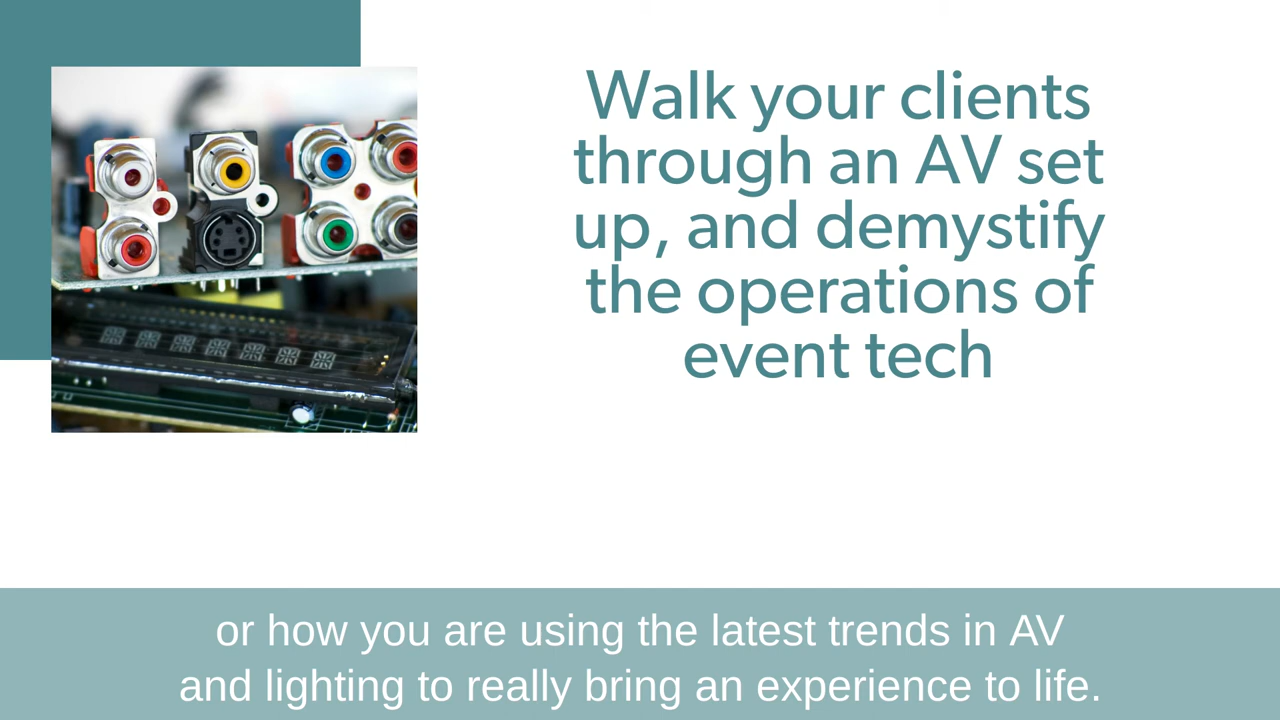 Walk your clients
through an AV set
up, and demystify
the operations of
event tech
or how you are using the latest trends in AV
and lighting to really bring an experience to life.